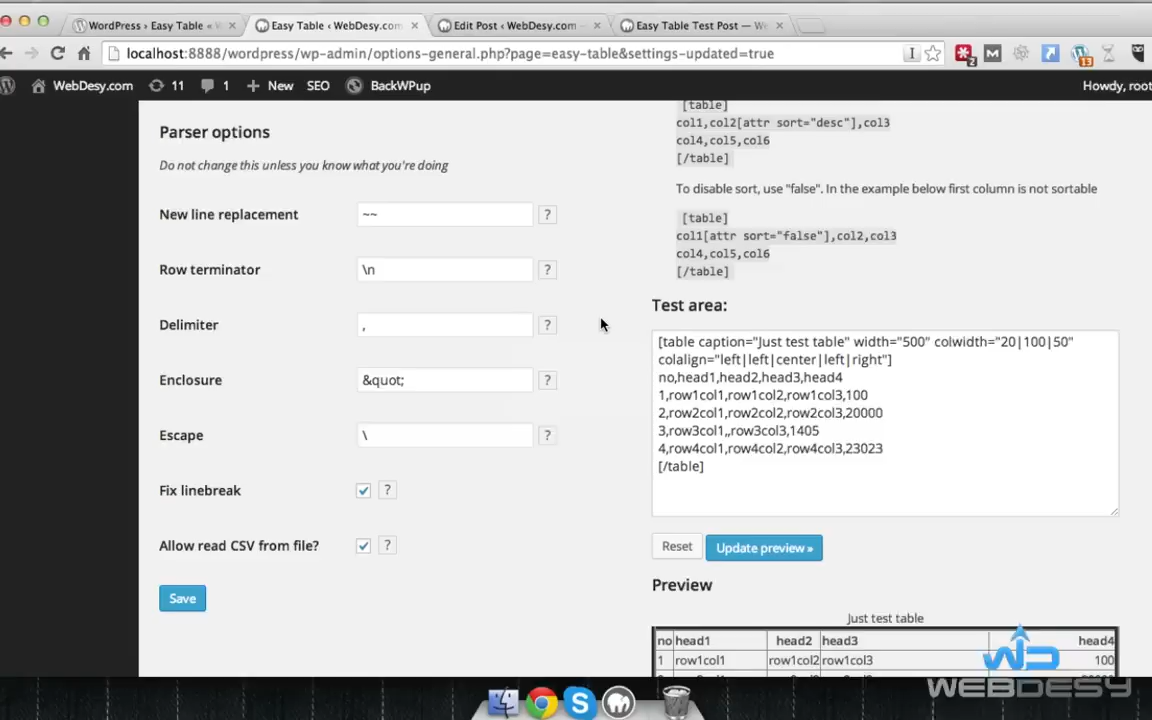 WordPress › Easy Table «
Easy Table ‹ WebDesy.com
Edit Post ‹ WebDesy.com
Easy Table Test Post —
localhost:8888/wordpress/wp-admin/options-general.php?page=easy-table&settings-updated=true
2
13
WebDesy.com
11
1
New
SEO
BackWPup
Howdy, root
Parser options
Do not change this unless you know what you're doing
New line replacement
~~
?
Row terminator
\n
?
Delimiter
,
?
Enclosure
&quot;
?
Escape
\
?
Fix linebreak
?
Allow read CSV from file?
?
Save
[table]
col1,col2[attr sort="desc"],col3
col4,col5,col6
[/table]
To disable sort, use "false". In the example below first column is not sortable
[table]
col1[attr sort="false"],col2,col3
col4,col5,col6
[/table]
Test area:
[table caption="Just test table" width="500" colwidth="20|100|50"
colalign="left|left|center|left|right"]
no,head1,head2,head3,head4
1,row1col1,row1col2,row1col3,100
2,row2col1,row2col2,row2col3,20000
3,row3col1,,row3col3,1405
4,row4col1,row4col2,row4col3,23023
[/table]
Reset
Update preview »
Preview
Just test table
no head1 head2 head3 head4
1 row1col1 row1col2 row1col3 100
WEBDESY